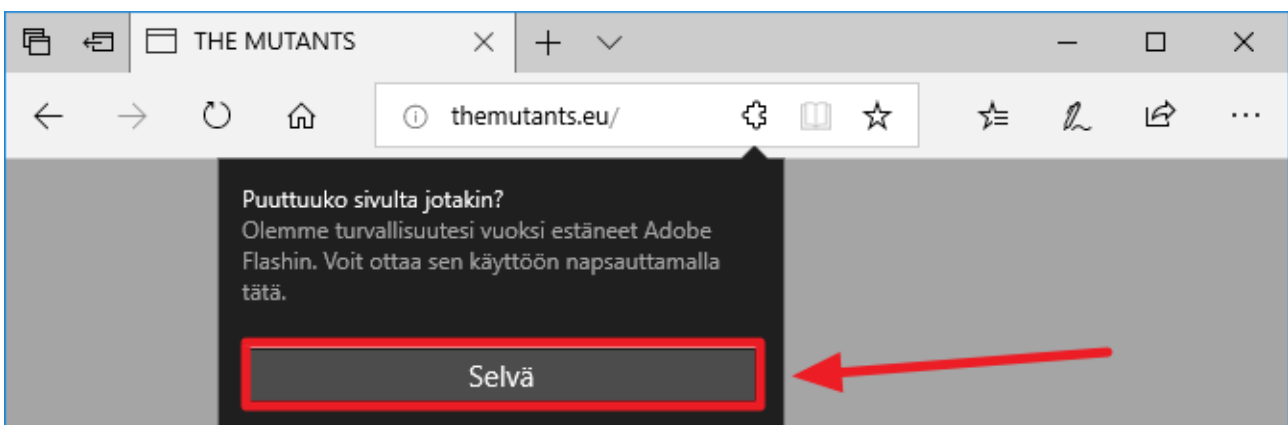 THE MUTANTS
themutants.eu/
Puuttuuko sivulta jotakin?
Olemme turvallisuutesi vuoksi estäneet Adobe
Flashin. Voit ottaa sen käyttöön napsauttamalla
tätä.
Selvä